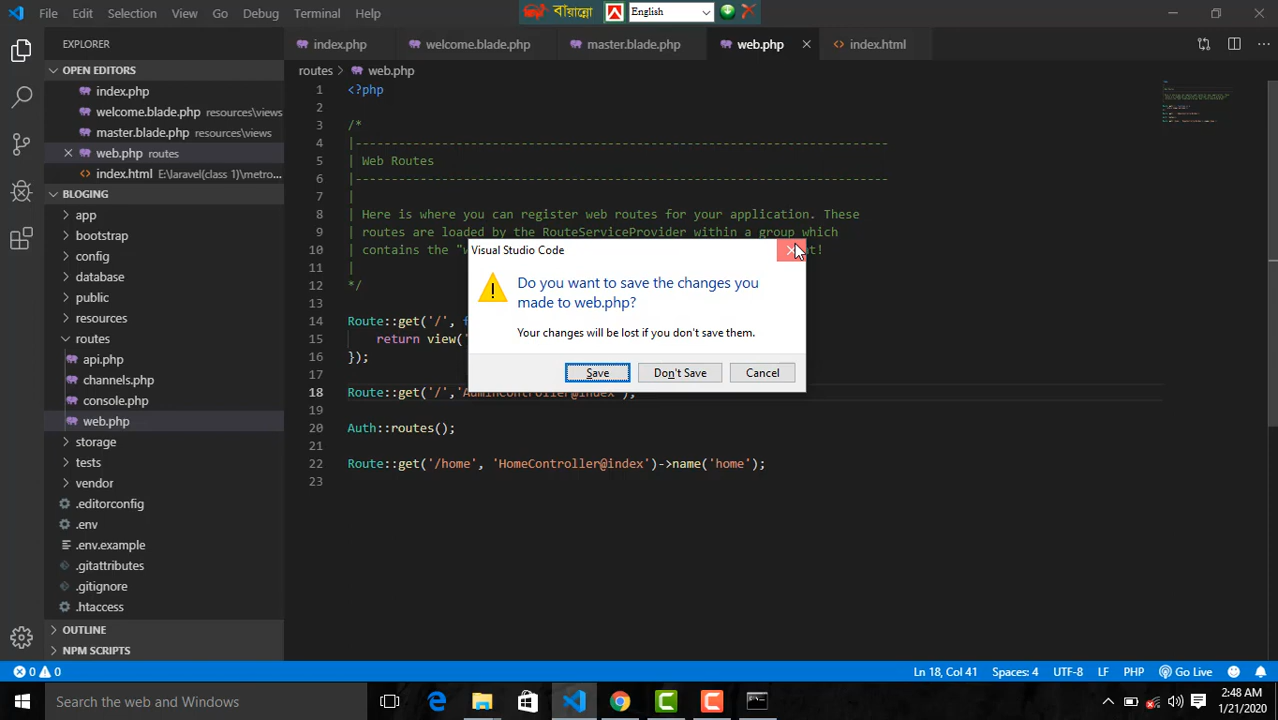 File Edit Selection View Go Debug Terminal Help
বায়ান্নো English
EXPLORER
index.php welcome.blade.php master.blade.php web.php index.html
OPEN EDITORS
routes > web.php
index.php
welcome.blade.php resources\views
master.blade.php resources\views
web.php routes
index.html E:\laravel(class 1)\metro...
BLOGING
app
bootstrap
config
database
public
resources
routes
api.php
channels.php
console.php
web.php
storage
tests
vendor
.editorconfig
.env
.env.example
.gitattributes
.gitignore
.htaccess
OUTLINE
NPM SCRIPTS
1 <?php
2
3 /*
4 |--------------------------------------------------------------------------
5 | Web Routes
6 |--------------------------------------------------------------------------
7 |
8 | Here is where you can register web routes for your application. These
9 | routes are loaded by the RouteServiceProvider within a group which
10 | contains the "w t!
11 |
12 */
13
14 Route::get('/', f
15 return view('
16 });
17
18 Route::get('/','AdminController@index');
19
20 Auth::routes();
21
22 Route::get('/home', 'HomeController@index')->name('home');
23
Visual Studio Code
Do you want to save the changes you
made to web.php?
Your changes will be lost if you don't save them.
Save Don't Save Cancel
0 0 Ln 18, Col 41 Spaces: 4 UTF-8 LF PHP Go Live
Search the web and Windows
2:48 AM
1/21/2020